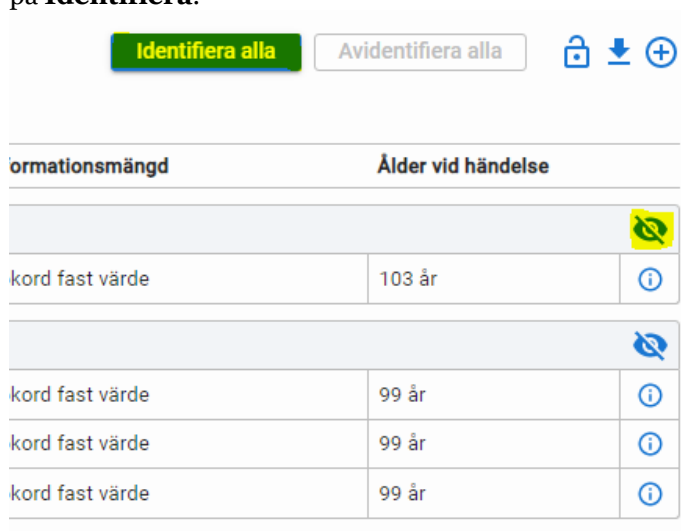 på Identifiera.
Identifiera alla Avidentifiera alla
formationsmängd Ålder vid händelse
kord fast värde 103 år
kord fast värde 99 år
kord fast värde 99 år
kord fast värde 99 år